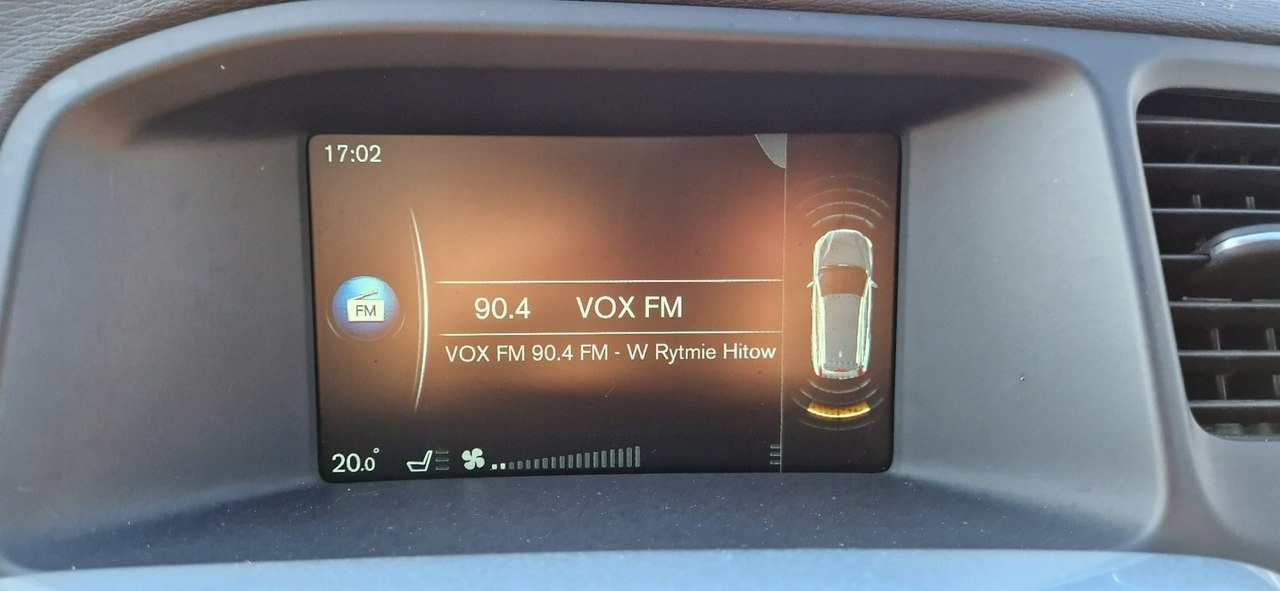 17:02
FM
90.4 VOX FM
VOX FM 90.4 FM - W Rytmie Hitow
20.0°